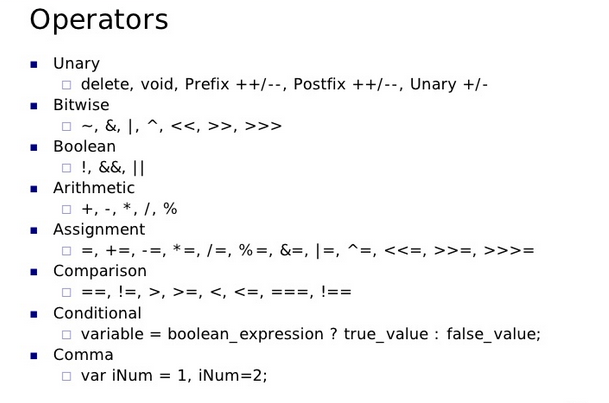 Operators
Unary
delete, void, Prefix ++/--, Postfix ++/--, Unary +/-
Bitwise
~, &, |, ^, <<, >>, >>>
Boolean
!, &&, ||
Arithmetic
+, -, *, /, %
Assignment
=, +=, -=, *=, /=, %=, &=, |=, ^=, <<=, >>=, >>>=
Comparison
==, !=, >, >=, <, <=, ===, !==
Conditional
variable = boolean_expression ? true_value : false_value;
Comma
var iNum = 1, iNum=2;